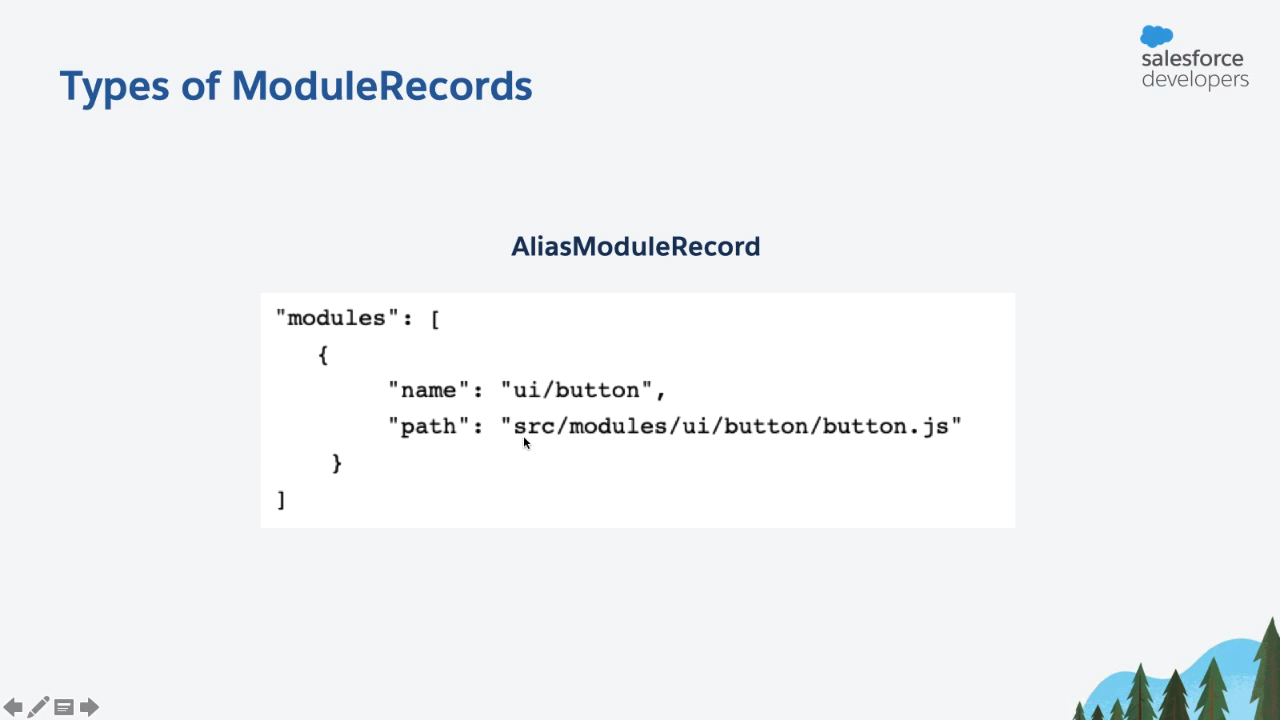 Types of ModuleRecords
salesforce
developers
AliasModuleRecord
"modules": [
{
"name": "ui/button",
"path": "src/modules/ui/button/button.js"
}
]